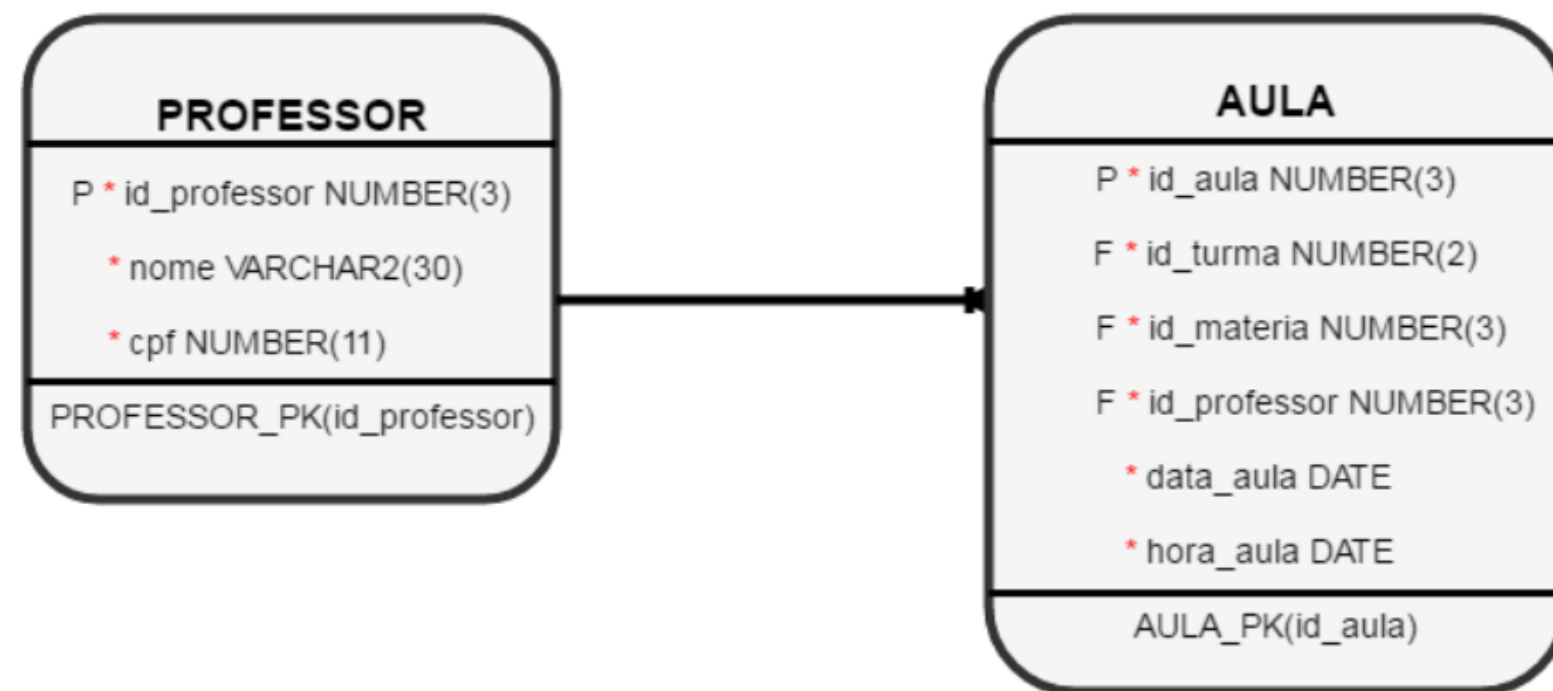 PROFESSOR
P * id_professor NUMBER(3)
* nome VARCHAR2(30)
* cpf NUMBER(11)
PROFESSOR_PK(id_professor)
AULA
P * id_aula NUMBER(3)
F * id_turma NUMBER(2)
F * id_materia NUMBER(3)
F * id_professor NUMBER(3)
* data_aula DATE
* hora_aula DATE
AULA_PK(id_aula)